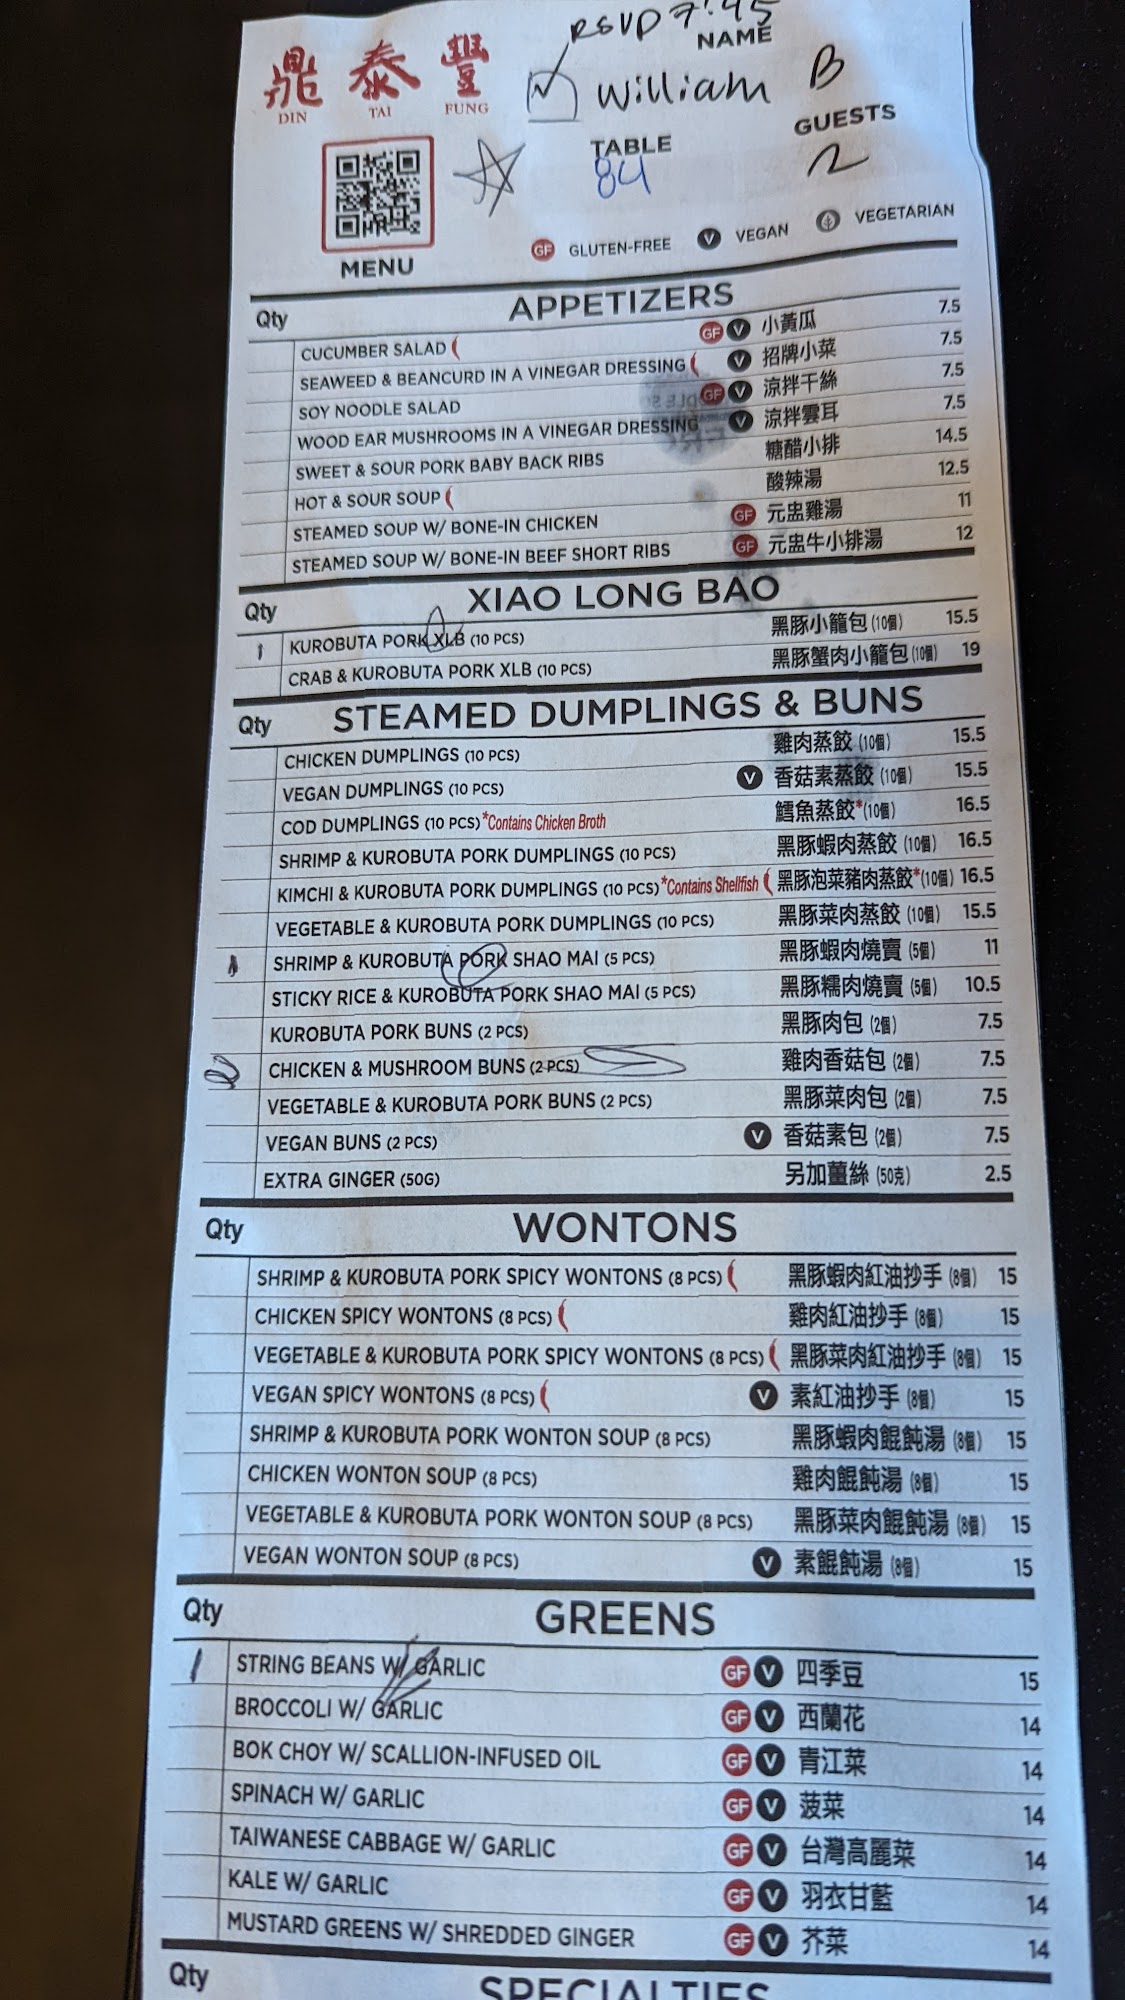 RSVP 7:45
鼎 泰 豐
DIN TAI FUNG
NAME
William B
TABLE
84
GUESTS
2
MENU
GF GLUTEN-FREE V VEGAN VEGETARIAN
Qty APPETIZERS
CUCUMBER SALAD GF V 小黃瓜 7.5
SEAWEED & BEANCURD IN A VINEGAR DRESSING V 招牌小菜 7.5
SOY NOODLE SALAD GF V 涼拌干絲 7.5
WOOD EAR MUSHROOMS IN A VINEGAR DRESSING V 涼拌雲耳 7.5
SWEET & SOUR PORK BABY BACK RIBS 糖醋小排 14.5
HOT & SOUR SOUP 酸辣湯 12.5
STEAMED SOUP W/ BONE-IN CHICKEN GF 元盅雞湯 11
STEAMED SOUP W/ BONE-IN BEEF SHORT RIBS GF 元盅牛小排湯 12
Qty XIAO LONG BAO
1 KUROBUTA PORK XLB (10 PCS) 黑豚小籠包 (10個) 15.5
CRAB & KUROBUTA PORK XLB (10 PCS) 黑豚蟹肉小籠包 (10個) 19
Qty STEAMED DUMPLINGS & BUNS
CHICKEN DUMPLINGS (10 PCS) 雞肉蒸餃 (10個) 15.5
VEGAN DUMPLINGS (10 PCS) V 香菇素蒸餃 (10個) 15.5
COD DUMPLINGS (10 PCS) *Contains Chicken Broth 鱈魚蒸餃*(10個) 16.5
SHRIMP & KUROBUTA PORK DUMPLINGS (10 PCS) 黑豚蝦肉蒸餃 (10個) 16.5
KIMCHI & KUROBUTA PORK DUMPLINGS (10 PCS) *Contains Shellfish 黑豚泡菜豬肉蒸餃*(10個) 16.5
VEGETABLE & KUROBUTA PORK DUMPLINGS (10 PCS) 黑豚菜肉蒸餃 (10個) 15.5
1 SHRIMP & KUROBUTA PORK SHAO MAI (5 PCS) 黑豚蝦肉燒賣 (5個) 11
STICKY RICE & KUROBUTA PORK SHAO MAI (5 PCS) 黑豚糯肉燒賣 (5個) 10.5
KUROBUTA PORK BUNS (2 PCS) 黑豚肉包 (2個) 7.5
CHICKEN & MUSHROOM BUNS (2 PCS) 雞肉香菇包 (2個) 7.5
VEGETABLE & KUROBUTA PORK BUNS (2 PCS) 黑豚菜肉包 (2個) 7.5
VEGAN BUNS (2 PCS) V 香菇素包 (2個) 7.5
EXTRA GINGER (50G) 另加薑絲 (50克) 2.5
Qty WONTONS
SHRIMP & KUROBUTA PORK SPICY WONTONS (8 PCS) 黑豚蝦肉紅油抄手 (8個) 15
CHICKEN SPICY WONTONS (8 PCS) 雞肉紅油抄手 (8個) 15
VEGETABLE & KUROBUTA PORK SPICY WONTONS (8 PCS) 黑豚菜肉紅油抄手 (8個) 15
VEGAN SPICY WONTONS (8 PCS) V 素紅油抄手 (8個) 15
SHRIMP & KUROBUTA PORK WONTON SOUP (8 PCS) 黑豚蝦肉餛飩湯 (8個) 15
CHICKEN WONTON SOUP (8 PCS) 雞肉餛飩湯 (8個) 15
VEGETABLE & KUROBUTA PORK WONTON SOUP (8 PCS) 黑豚菜肉餛飩湯 (8個) 15
VEGAN WONTON SOUP (8 PCS) V 素餛飩湯 (8個) 15
Qty GREENS
1 STRING BEANS W/ GARLIC GF V 四季豆 15
BROCCOLI W/ GARLIC GF V 西蘭花 14
BOK CHOY W/ SCALLION-INFUSED OIL GF V 青江菜 14
SPINACH W/ GARLIC GF V 菠菜 14
TAIWANESE CABBAGE W/ GARLIC GF V 台灣高麗菜 14
KALE W/ GARLIC GF V 羽衣甘藍 14
MUSTARD GREENS W/ SHREDDED GINGER GF V 芥菜 14
Qty SPECIALTIES